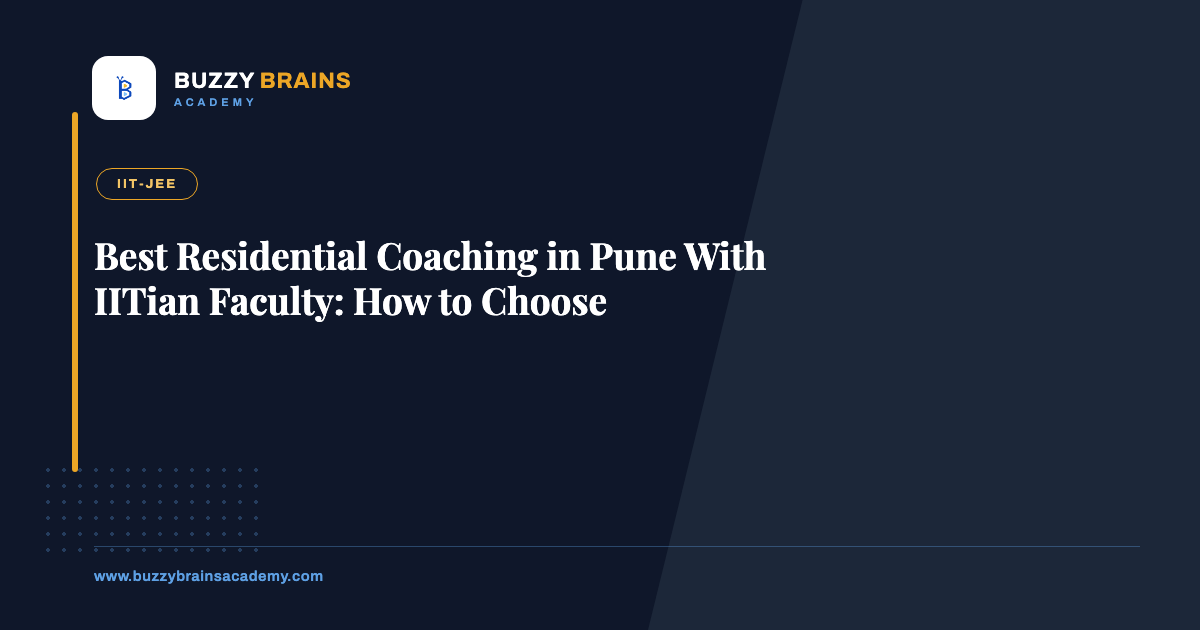 BUZZY BRAINS
ACADEMY
IIT-JEE
Best Residential Coaching in Pune With
IITian Faculty: How to Choose
www.buzzybrainsacademy.com